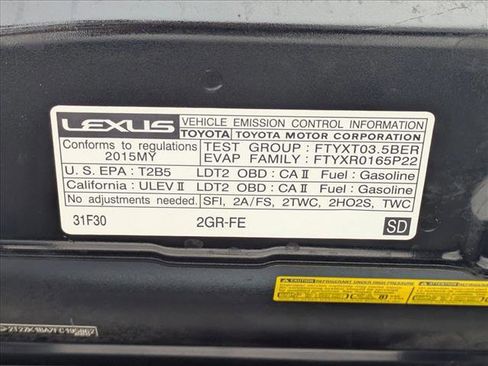 LEXUS VEHICLE EMISSION CONTROL INFORMATION
TOYOTA TOYOTA MOTOR CORPORATION
Conforms to regulations
2015MY
TEST GROUP : FTYXT03.5BER
EVAP FAMILY : FTYXR0165P22
U. S. EPA : T2B5 LDT2 OBD : CA II Fuel : Gasoline
California : ULEV II LDT2 OBD : CA II Fuel : Gasoline
No adjustments needed. SFI, 2A/FS, 2TWC, 2HO2S, TWC
31F30 2GR-FE SD
CAUTION